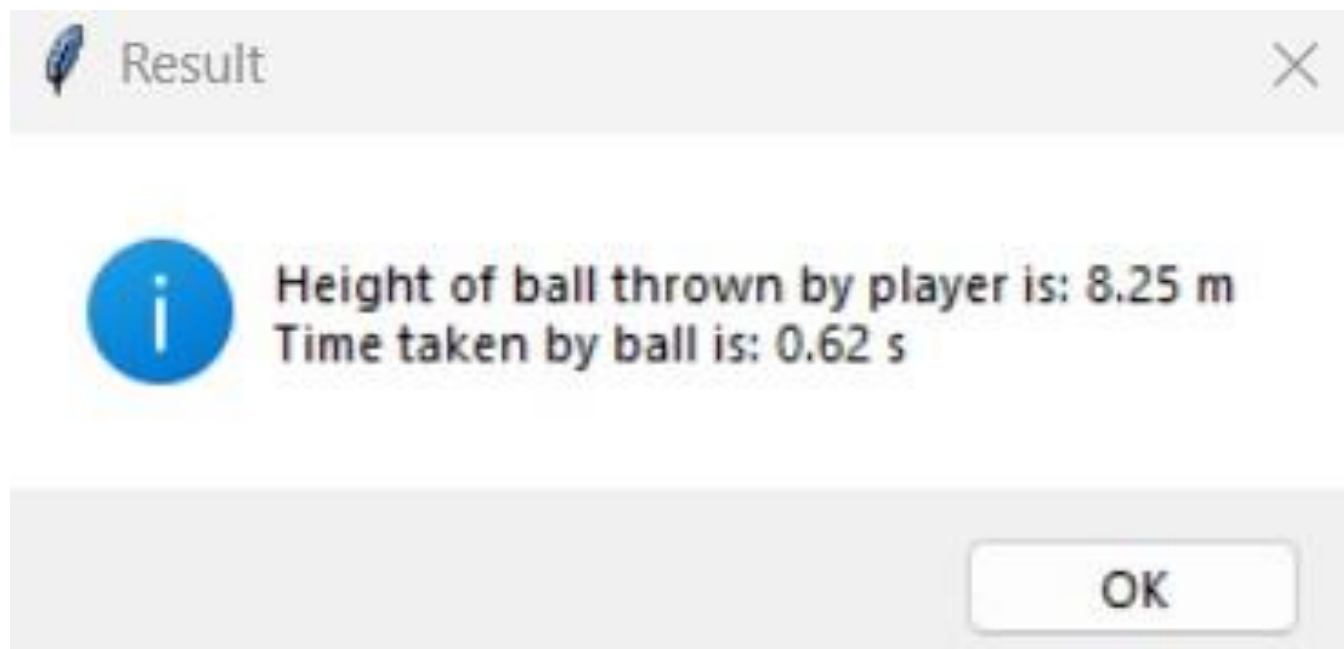 Result
Height of ball thrown by player is: 8.25 m
Time taken by ball is: 0.62 s
OK